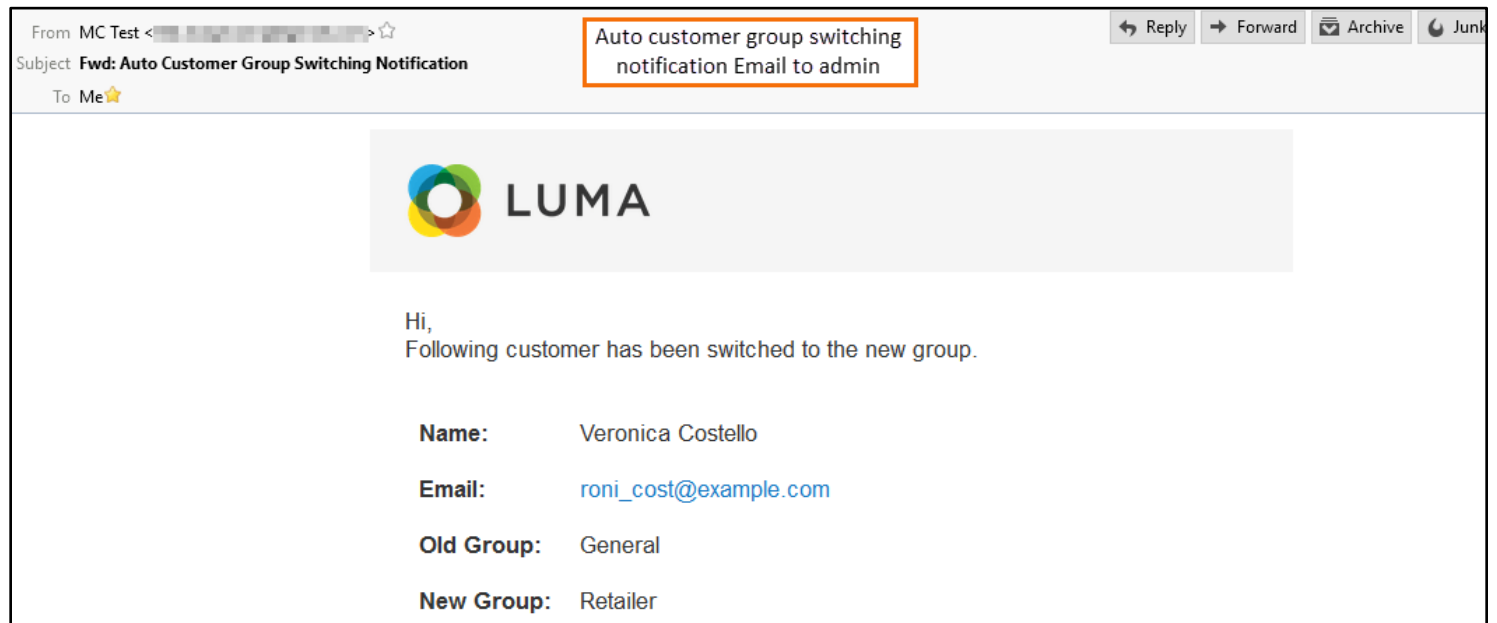 From MC Test < >
Reply
Forward
Archive
Junk
Subject Fwd: Auto Customer Group Switching Notification
To Me
Auto customer group switching
notification Email to admin
LUMA
Hi,
Following customer has been switched to the new group.
Name: Veronica Costello
Email: roni_cost@example.com
Old Group: General
New Group: Retailer